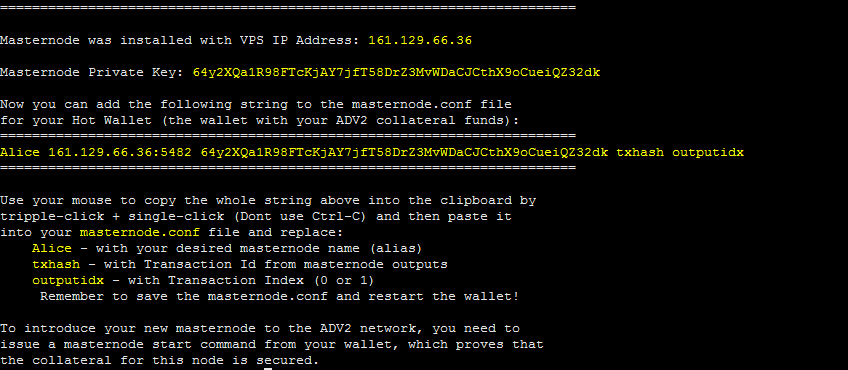 ========================================================================
Masternode was installed with VPS IP Address: 161.129.66.36
Masternode Private Key: 64y2XQa1R98FTcKjAY7jfT58DrZ3MvWDaCJCthX9oCueiQZ32dk
Now you can add the following string to the masternode.conf file
for your Hot Wallet (the wallet with your ADV2 collateral funds):
========================================================================
Alice 161.129.66.36:5482 64y2XQa1R98FTcKjAY7jfT58DrZ3MvWDaCJCthX9oCueiQZ32dk txhash outputidx
========================================================================
Use your mouse to copy the whole string above into the clipboard by
tripple-click + single-click (Dont use Ctrl-C) and then paste it
into your masternode.conf file and replace:
    Alice - with your desired masternode name (alias)
    txhash - with Transaction Id from masternode outputs
    outputidx - with Transaction Index (0 or 1)
     Remember to save the masternode.conf and restart the wallet!
To introduce your new masternode to the ADV2 network, you need to
issue a masternode start command from your wallet, which proves that
the collateral for this node is secured.